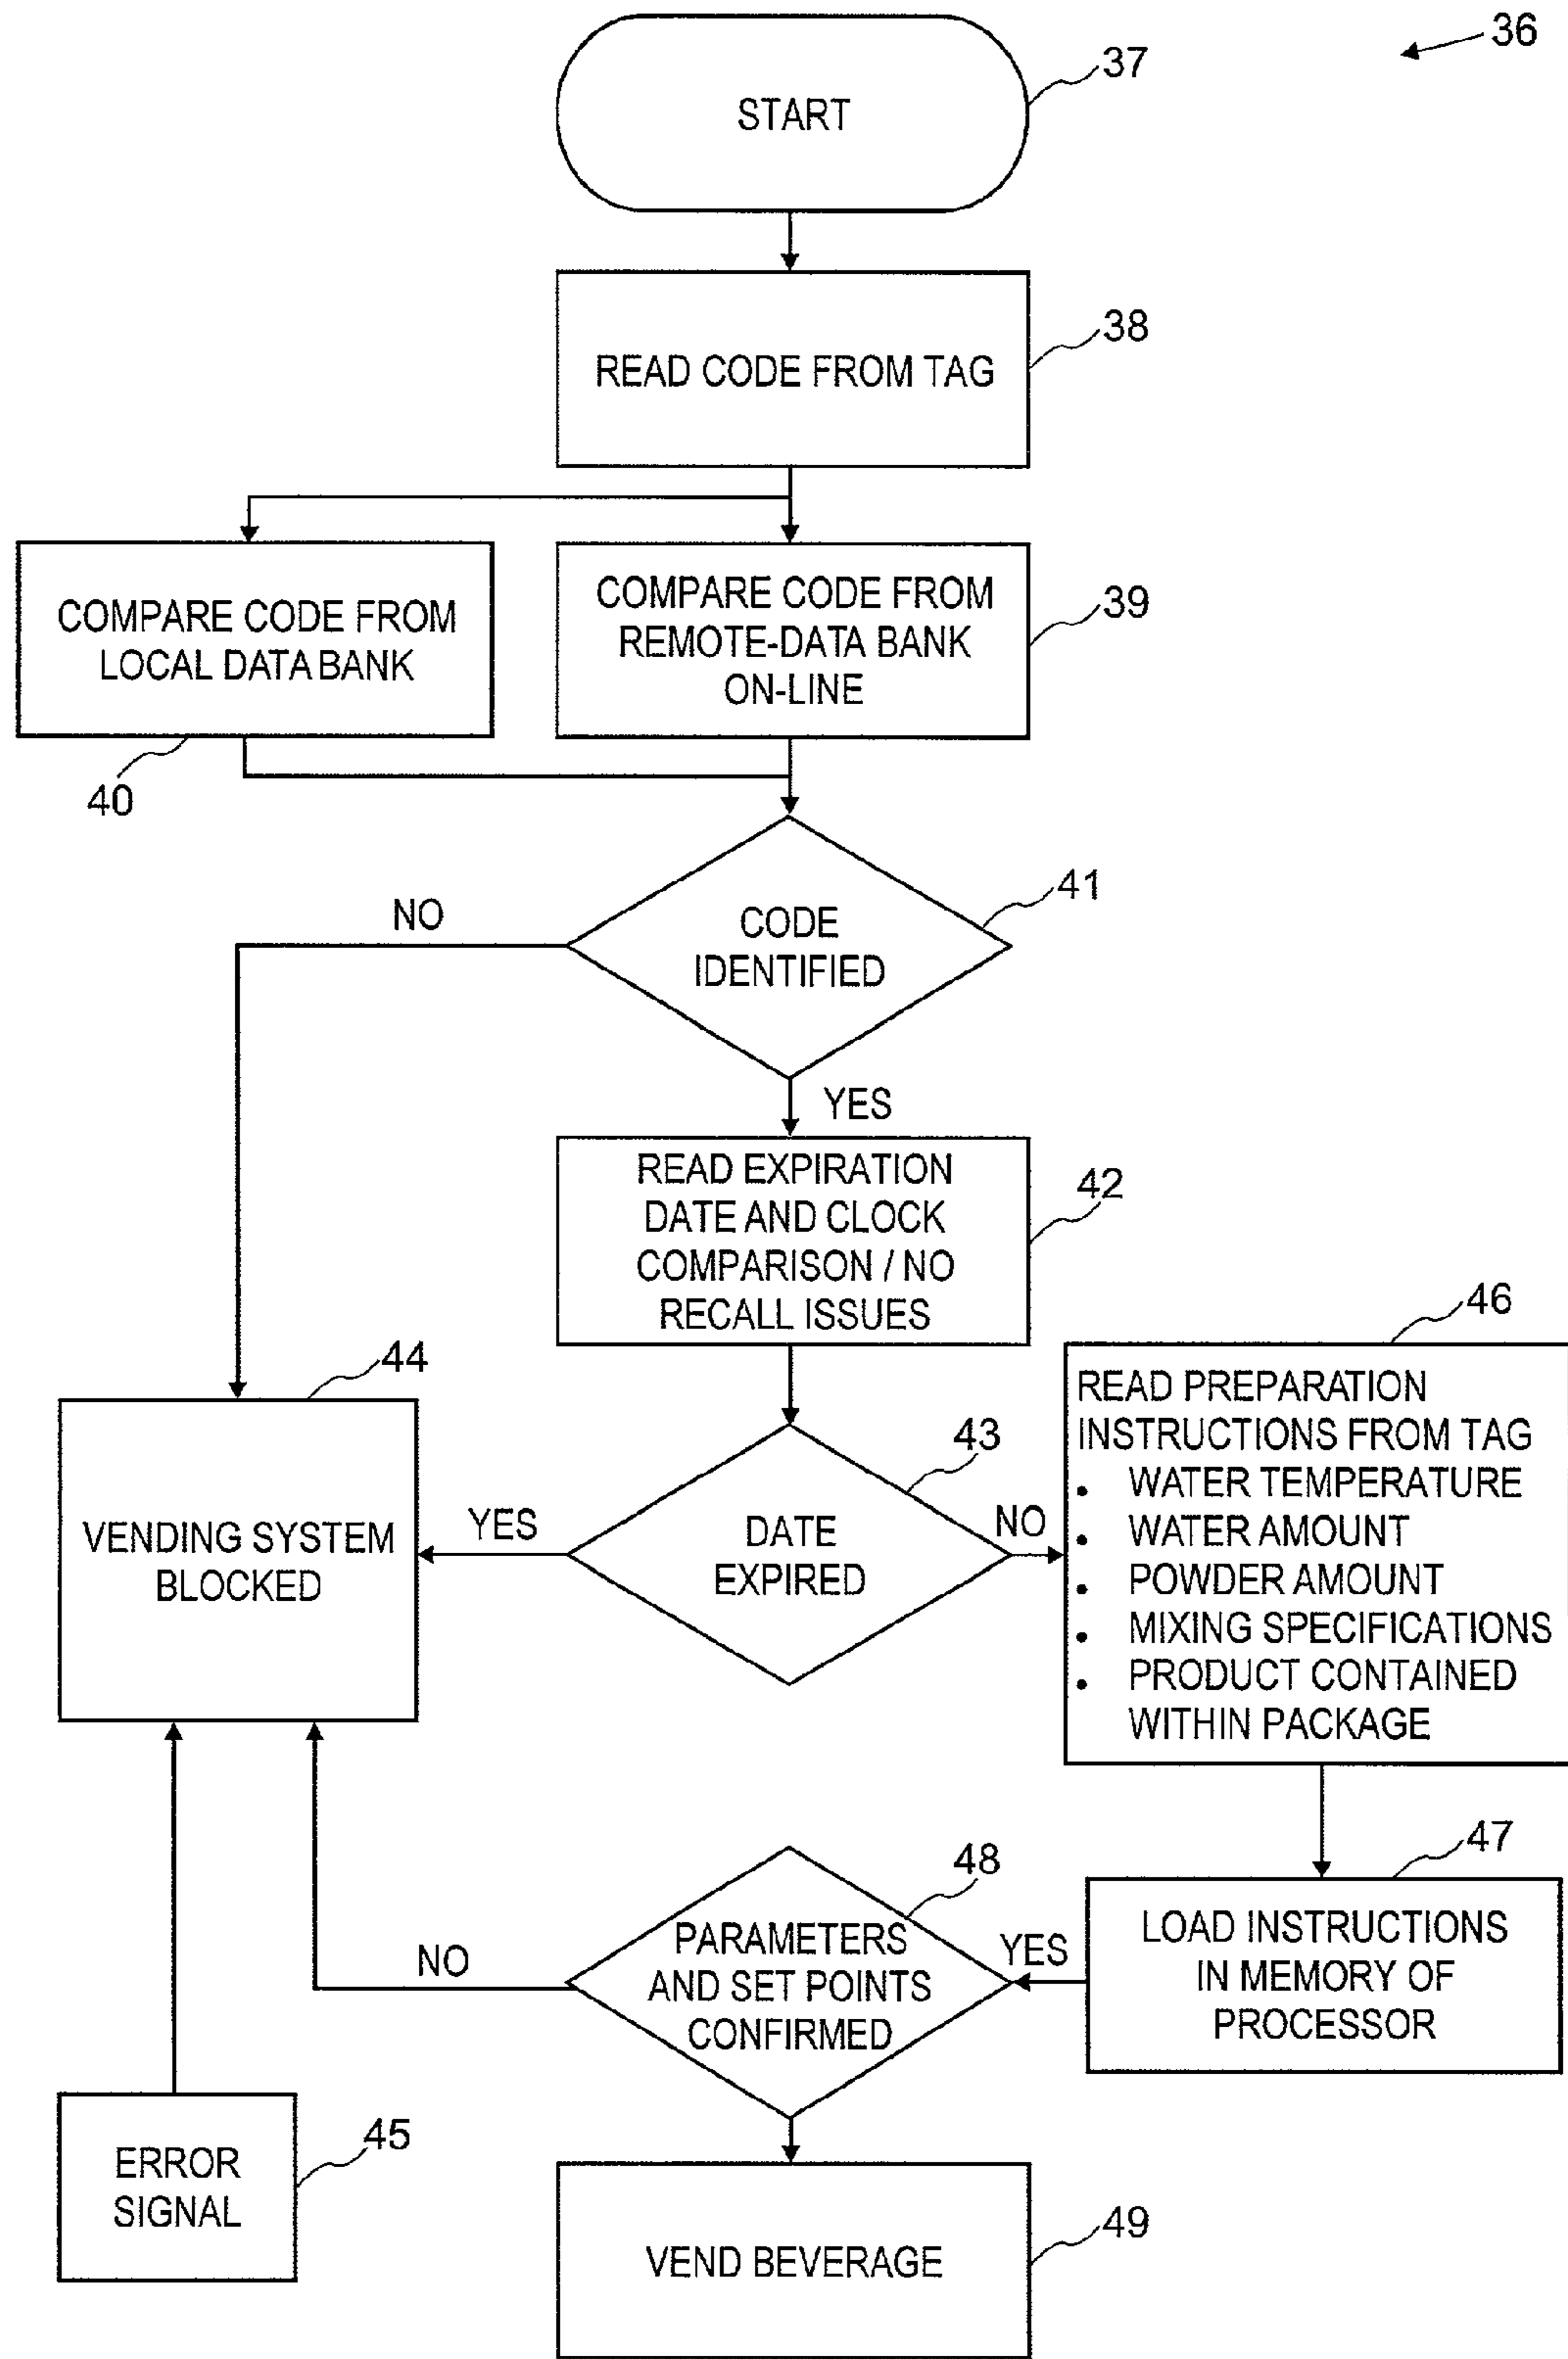 36
37
START
38
READ CODE FROM TAG
COMPARE CODE FROM
LOCAL DATA BANK
40
COMPARE CODE FROM
REMOTE-DATA BANK
ON-LINE
39
41
CODE
IDENTIFIED
NO
YES
READ EXPIRATION
DATE AND CLOCK
COMPARISON / NO
RECALL ISSUES
42
43
DATE
EXPIRED
YES
NO
44
VENDING SYSTEM
BLOCKED
46
READ PREPARATION
INSTRUCTIONS FROM TAG
• WATER TEMPERATURE
• WATER AMOUNT
• POWDER AMOUNT
• MIXING SPECIFICATIONS
• PRODUCT CONTAINED
WITHIN PACKAGE
47
LOAD INSTRUCTIONS
IN MEMORY OF
PROCESSOR
YES
48
PARAMETERS
AND SET POINTS
CONFIRMED
NO
45
ERROR
SIGNAL
49
VEND BEVERAGE